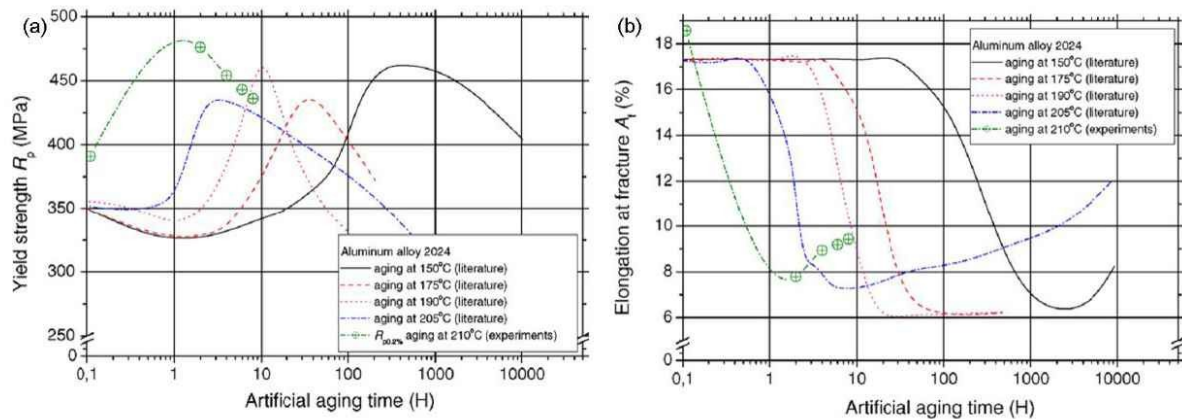 (a)
500
450
400
350
300
250
0
Yield strength Rp (MPa)
Aluminum alloy 2024
aging at 150°C (literature)
aging at 175°C (literature)
aging at 190°C (literature)
aging at 205°C (literature)
Rp0.2% aging at 210°C (experiments)
0,1 1 10 100 1000 10000
Artificial aging time (H)
(b)
18
16
14
12
10
8
6
0
Elongation at fracture Af (%)
Aluminum alloy 2024
aging at 150°C (literature)
aging at 175°C (literature)
aging at 190°C (literature)
aging at 205°C (literature)
aging at 210°C (experiments)
0,1 1 10 100 1000 10000
Artificial aging time (H)